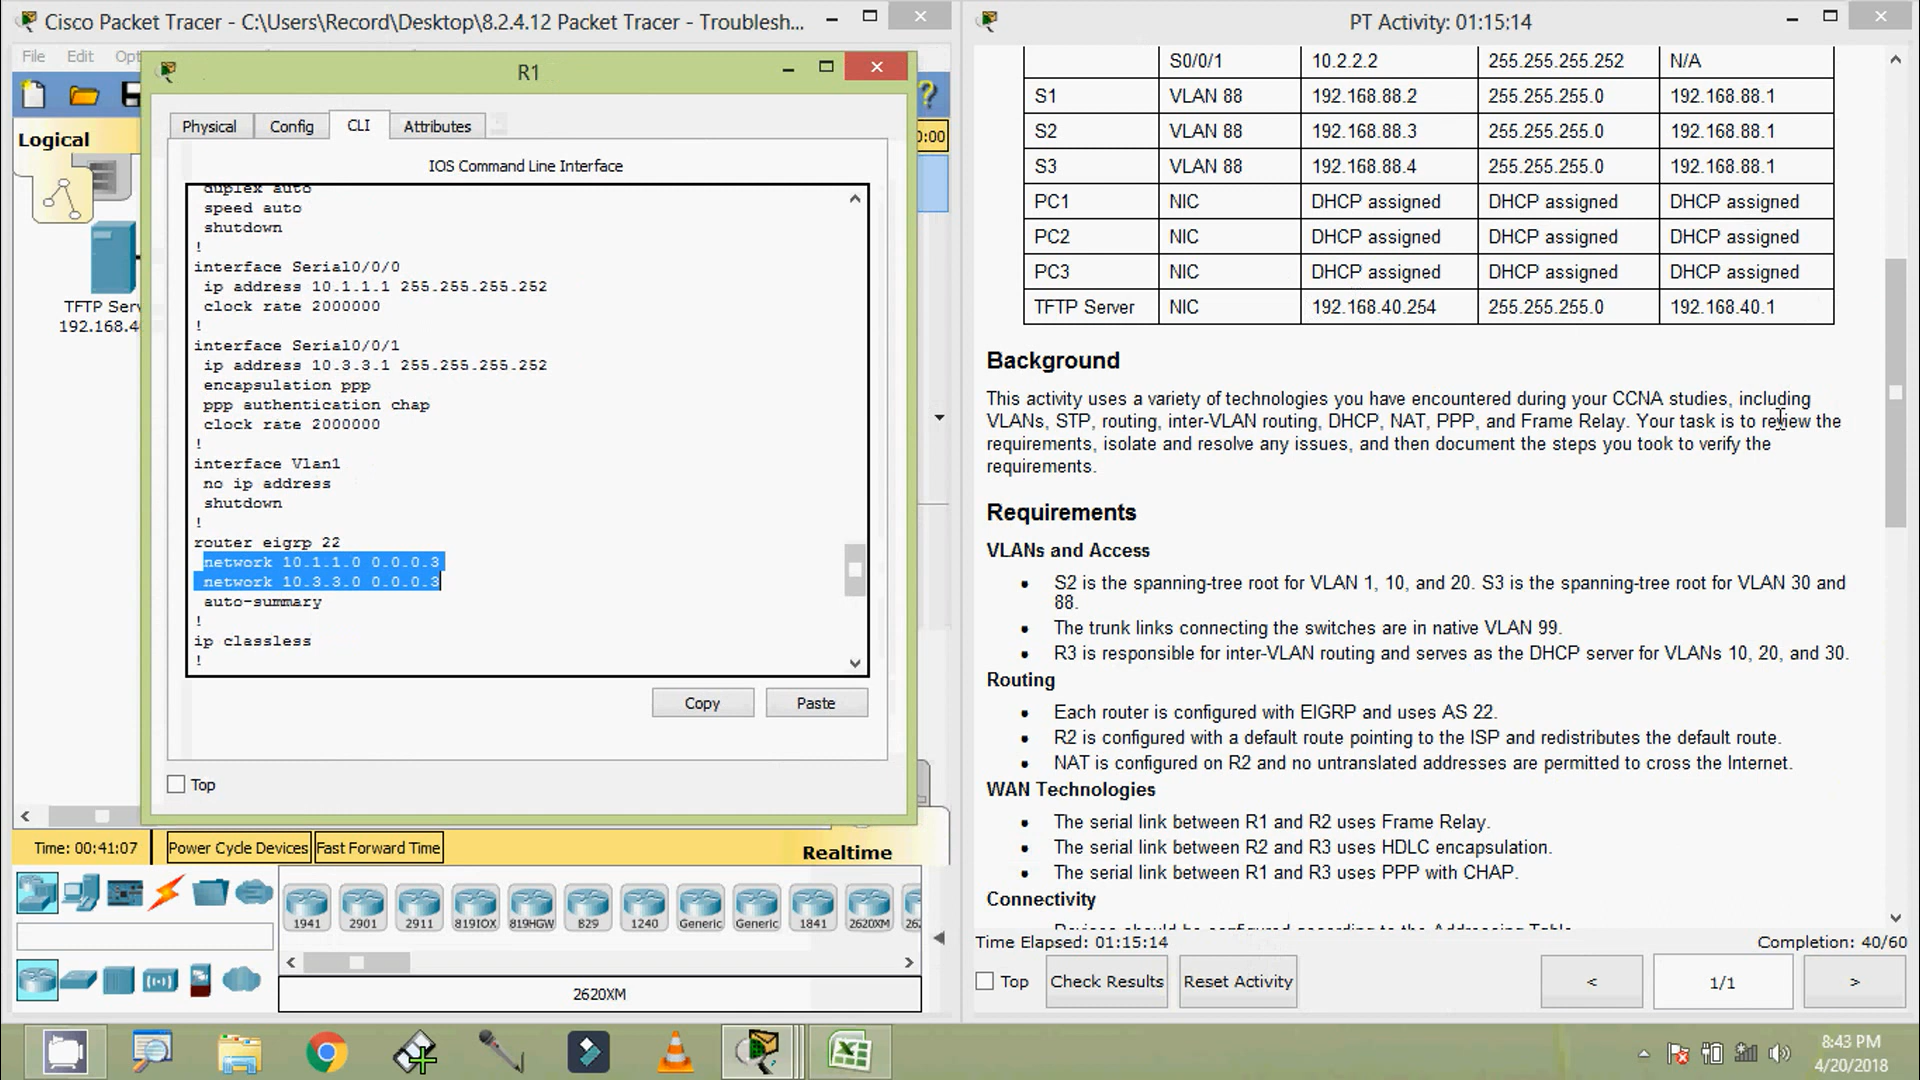 Cisco Packet Tracer - C:\Users\Record\Desktop\8.2.4.12 Packet Tracer - Troublesh...
File Edit Opt
Logical
0:00
TFTP Serv
192.168.4
R1
Physical Config CLI Attributes
IOS Command Line Interface
duplex auto
speed auto
shutdown
!
interface Serial0/0/0
ip address 10.1.1.1 255.255.255.252
clock rate 2000000
!
interface Serial0/0/1
ip address 10.3.3.1 255.255.255.252
encapsulation ppp
ppp authentication chap
clock rate 2000000
!
interface Vlan1
no ip address
shutdown
!
router eigrp 22
network 10.1.1.0 0.0.0.3
network 10.3.3.0 0.0.0.3
auto-summary
!
ip classless
!
Copy Paste
Top
Time: 00:41:07 Power Cycle Devices Fast Forward Time Realtime
1941 2901 2911 819IOX 819HGW 829 1240 Generic Generic 1841 2620XM 262
2620XM
PT Activity: 01:15:14
S0/0/1 10.2.2.2 255.255.255.252 N/A
S1 VLAN 88 192.168.88.2 255.255.255.0 192.168.88.1
S2 VLAN 88 192.168.88.3 255.255.255.0 192.168.88.1
S3 VLAN 88 192.168.88.4 255.255.255.0 192.168.88.1
PC1 NIC DHCP assigned DHCP assigned DHCP assigned
PC2 NIC DHCP assigned DHCP assigned DHCP assigned
PC3 NIC DHCP assigned DHCP assigned DHCP assigned
TFTP Server NIC 192.168.40.254 255.255.255.0 192.168.40.1
Background
This activity uses a variety of technologies you have encountered during your CCNA studies, including
VLANs, STP, routing, inter-VLAN routing, DHCP, NAT, PPP, and Frame Relay. Your task is to review the
requirements, isolate and resolve any issues, and then document the steps you took to verify the
requirements.
Requirements
VLANs and Access
• S2 is the spanning-tree root for VLAN 1, 10, and 20. S3 is the spanning-tree root for VLAN 30 and
88.
• The trunk links connecting the switches are in native VLAN 99.
• R3 is responsible for inter-VLAN routing and serves as the DHCP server for VLANs 10, 20, and 30.
Routing
• Each router is configured with EIGRP and uses AS 22.
• R2 is configured with a default route pointing to the ISP and redistributes the default route.
• NAT is configured on R2 and no untranslated addresses are permitted to cross the Internet.
WAN Technologies
• The serial link between R1 and R2 uses Frame Relay.
• The serial link between R2 and R3 uses HDLC encapsulation.
• The serial link between R1 and R3 uses PPP with CHAP.
Connectivity
Devices should be configured according to the Addressing Table
Time Elapsed: 01:15:14 Completion: 40/60
Top Check Results Reset Activity < 1/1 >
8:43 PM
4/20/2018